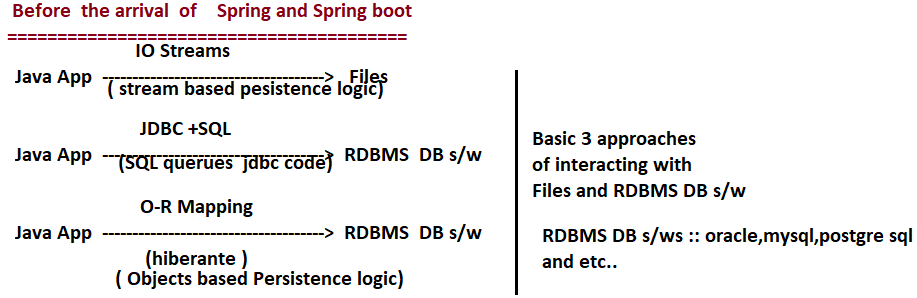 Before the arrival of Spring and Spring boot
========================================
IO Streams
Java App -------------------------------------> Files
( stream based pesistence logic)
JDBC +SQL
Java App -------------------------------------> RDBMS DB s/w
(SQL querues jdbc code)
O-R Mapping
Java App -------------------------------------> RDBMS DB s/w
(hiberante )
( Objects based Persistence logic)
Basic 3 approaches
of interacting with
Files and RDBMS DB s/w
RDBMS DB s/ws :: oracle,mysql,postgre sql
and etc..